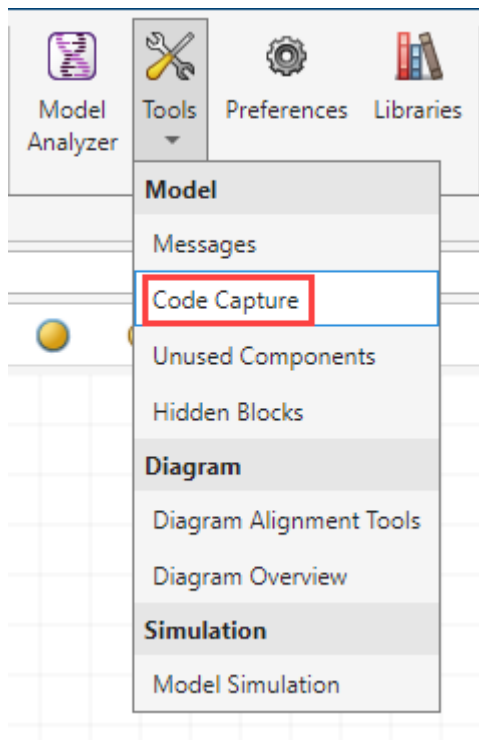 Model Analyzer
Tools
Preferences
Libraries
Model
Messages
Code Capture
Unused Components
Hidden Blocks
Diagram
Diagram Alignment Tools
Diagram Overview
Simulation
Model Simulation